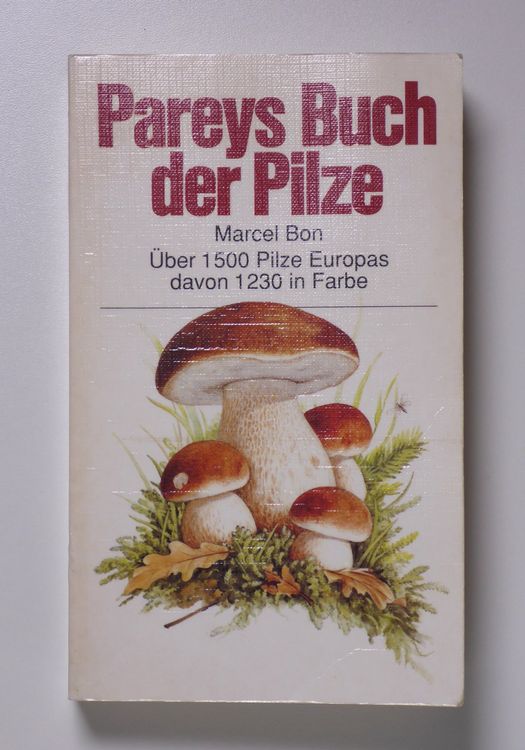 Pareys Buch
der Pilze
Marcel Bon
Über 1500 Pilze Europas
davon 1230 in Farbe